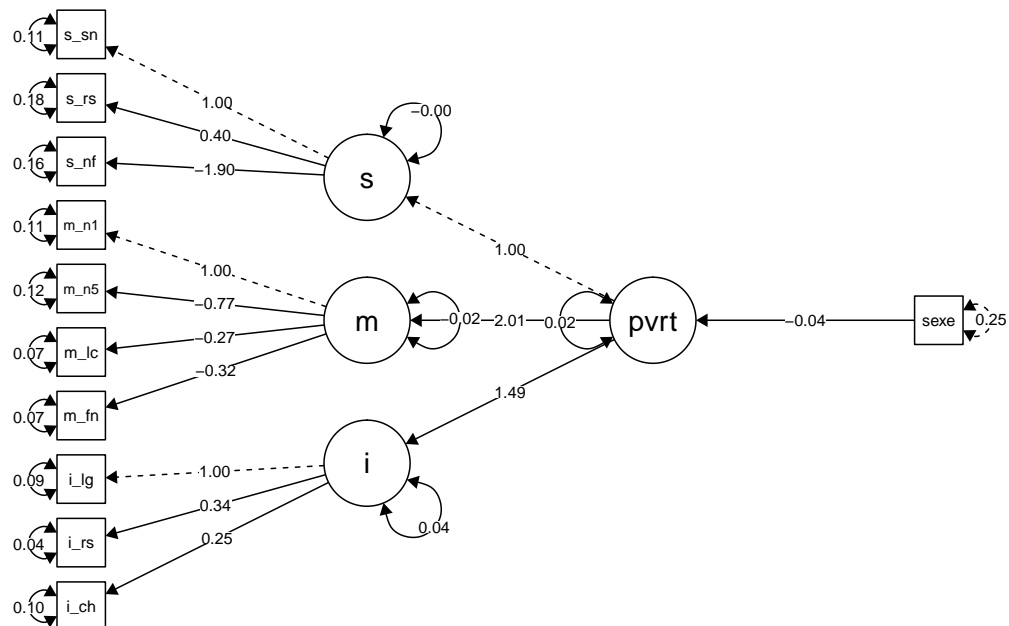 0.11 s_sn
0.18 s_rs
0.16 s_nf
0.11 m_n1
0.12 m_n5
0.07 m_lc
0.07 m_fn
0.09 i_lg
0.04 i_rs
0.10 i_ch
1.00
0.40
−1.90
1.00
−0.77
−0.27
−0.32
1.00
0.34
0.25
−0.00
s
1.00
m
−0.02
−2.01
0.02
pvrt
−0.04
sexe
0.25
1.49
i
0.04